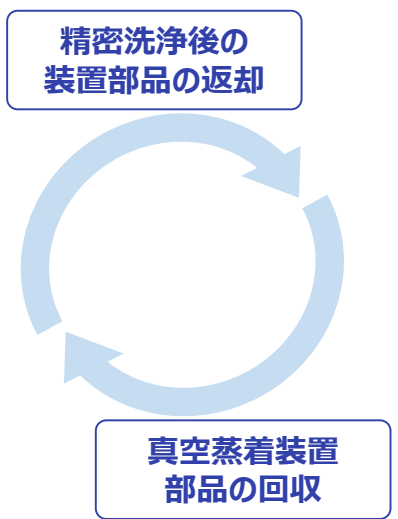 精密洗浄後の
装置部品の返却
真空蒸着装置
部品の回収